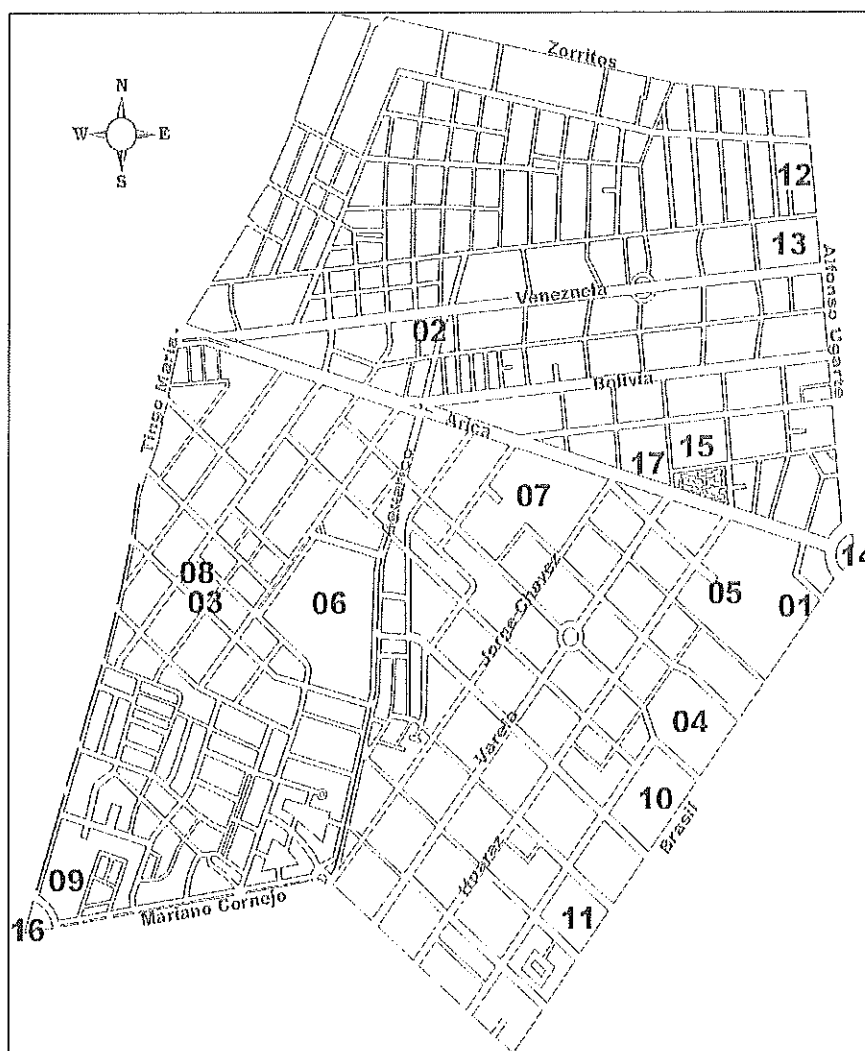 Zorritos
N
W E
S
12
13
Alfonso Ugarte
Venezuela
02
Tingo Maria
Bolivia
Arica
15
17
07
14
08
03
06
05
01
Jorge Chavez
04
Varela
10
Brasil
Huaraz
09
11
Mariano Cornejo
16